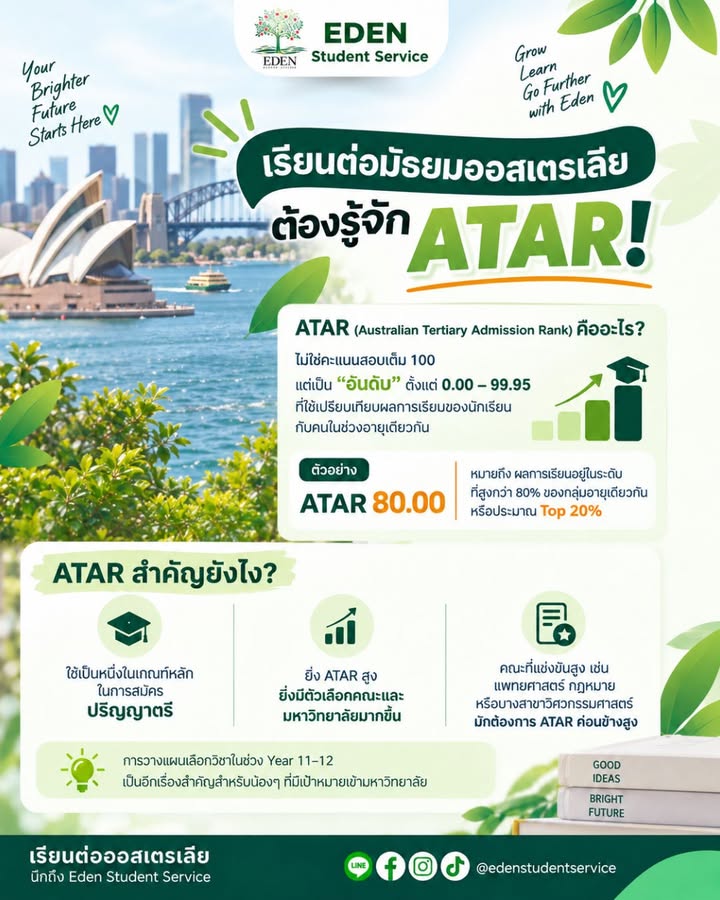 EDEN
EDEN
Student Service
Your
Brighter
Future
Starts Here
Grow
Learn
Go Further
with Eden
เรียนต่อมัธยมออสเตรเลีย
ต้องรู้จัก ATAR!
ATAR (Australian Tertiary Admission Rank) คืออะไร?
ไม่ใช่คะแนนสอบเต็ม 100
แต่เป็น “อันดับ” ตั้งแต่ 0.00 – 99.95
ที่ใช้เปรียบเทียบผลการเรียนของนักเรียน
กับคนในช่วงอายุเดียวกัน
ตัวอย่าง
ATAR 80.00
หมายถึง ผลการเรียนอยู่ในระดับ
ที่สูงกว่า 80% ของกลุ่มอายุเดียวกัน
หรือประมาณ Top 20%
ATAR สำคัญยังไง?
ใช้เป็นหนึ่งในเกณฑ์หลัก
ในการสมัคร
ปริญญาตรี
ยิ่ง ATAR สูง
ยิ่งมีตัวเลือกคณะและ
มหาวิทยาลัยมากขึ้น
คณะที่แข่งขันสูง เช่น
แพทยศาสตร์ กฎหมาย
หรือบางสาขาวิศวกรรมศาสตร์
มักต้องการ ATAR ค่อนข้างสูง
การวางแผนเลือกวิชาในช่วง Year 11–12
เป็นอีกเรื่องสำคัญสำหรับน้องๆ ที่มีเป้าหมายเข้ามหาวิทยาลัย
GOOD
IDEAS
BRIGHT
FUTURE
เรียนต่อออสเตรเลีย
นึกถึง Eden Student Service
LINE
@edenstudentservice